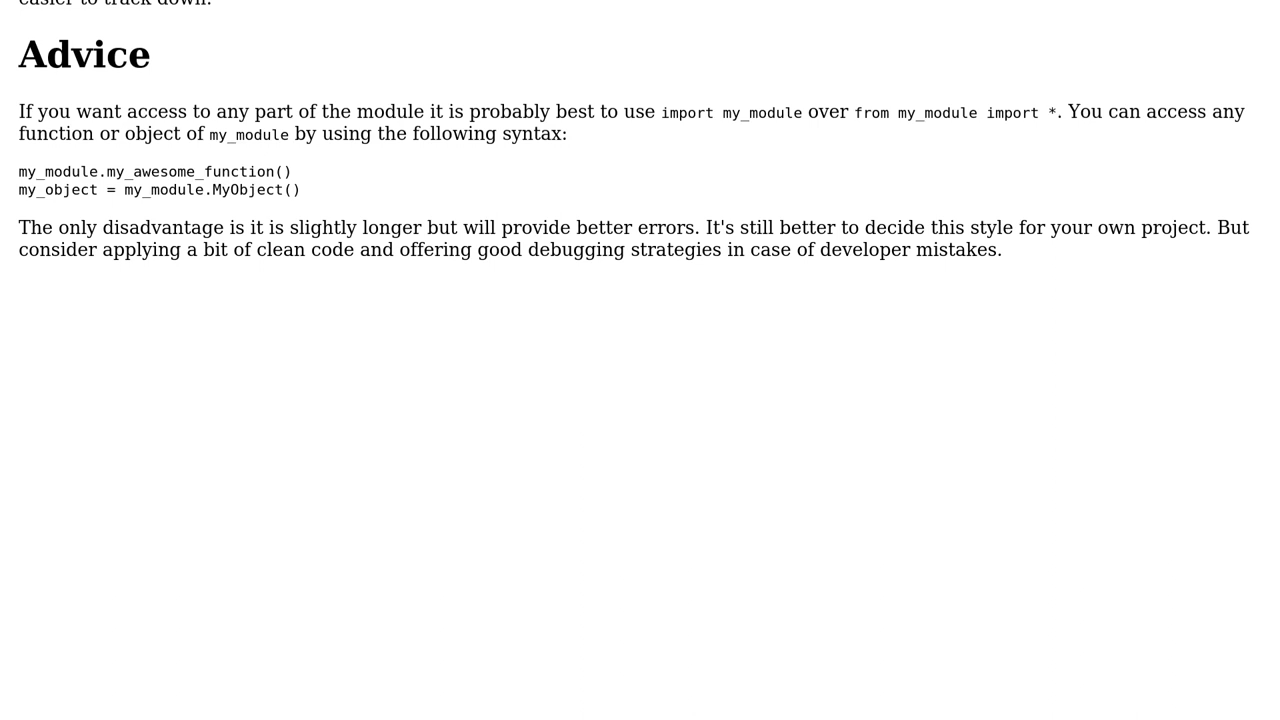 easier to track down.
Advice
If you want access to any part of the module it is probably best to use import my_module over from my_module import *. You can access any
function or object of my_module by using the following syntax:
my_module.my_awesome_function()
my_object = my_module.MyObject()
The only disadvantage is it is slightly longer but will provide better errors. It's still better to decide this style for your own project. But
consider applying a bit of clean code and offering good debugging strategies in case of developer mistakes.